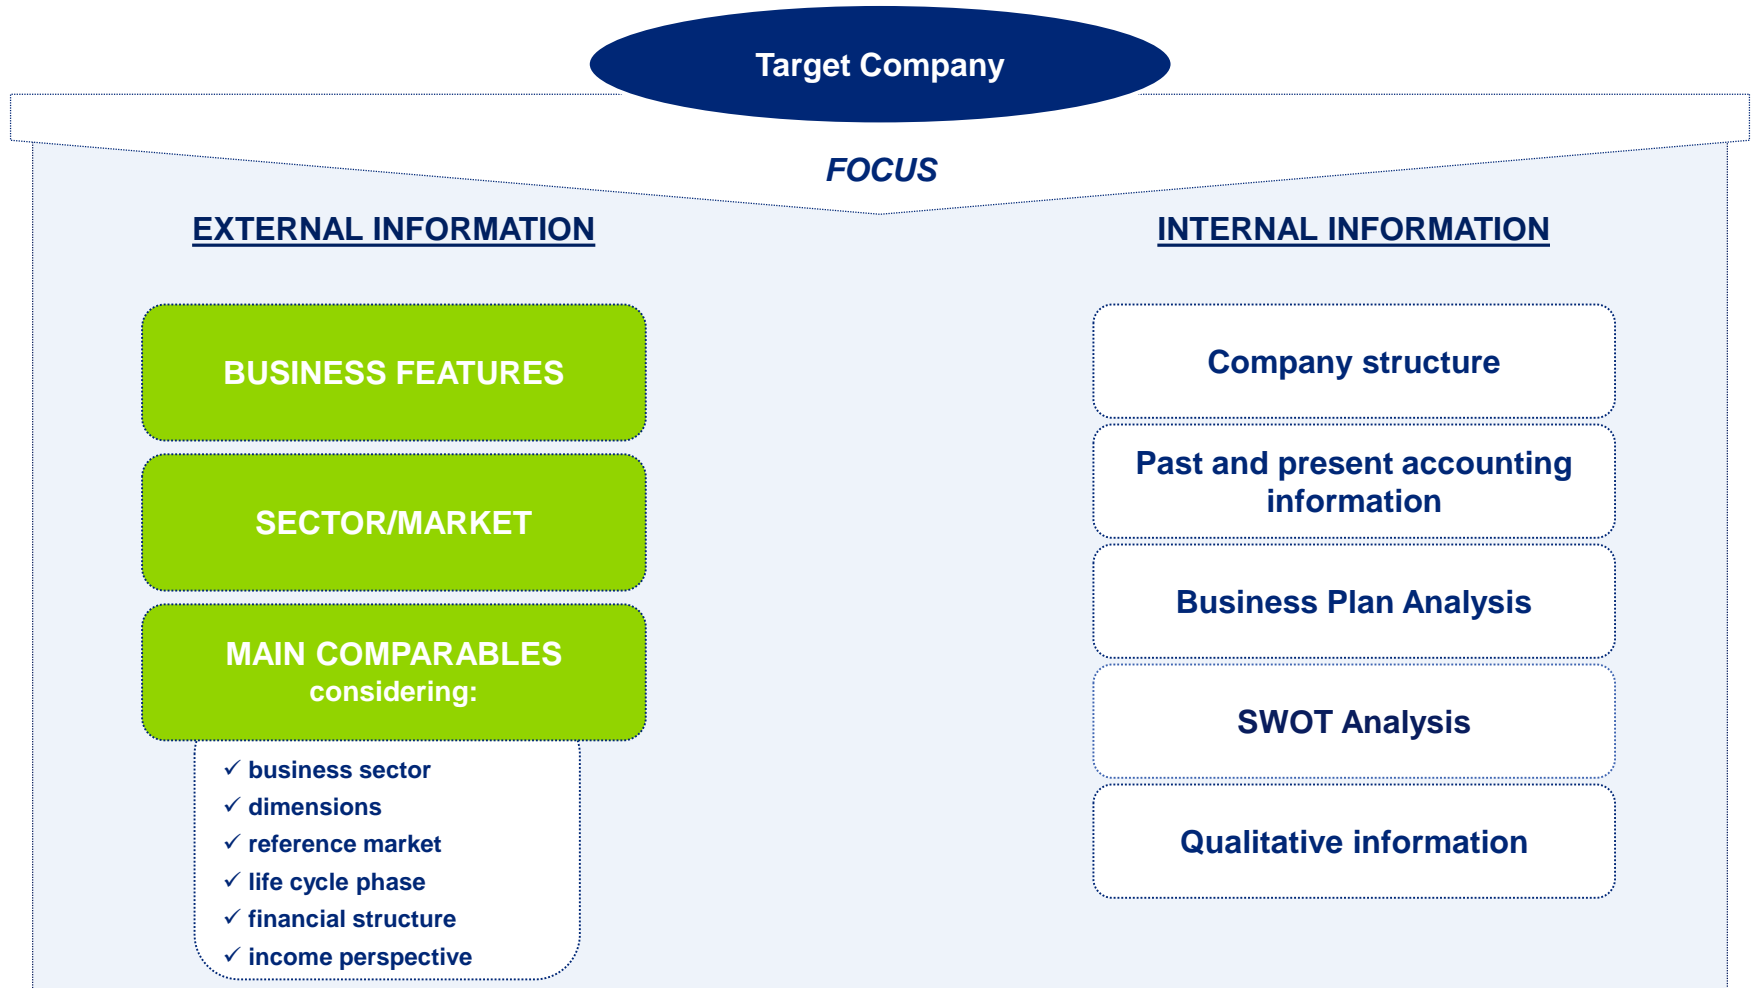 Target Company
FOCUS
EXTERNAL INFORMATION
BUSINESS FEATURES
SECTOR/MARKET
MAIN COMPARABLES
considering:
✓ business sector
✓ dimensions
✓ reference market
✓ life cycle phase
✓ financial structure
✓ income perspective
INTERNAL INFORMATION
Company structure
Past and present accounting
information
Business Plan Analysis
SWOT Analysis
Qualitative information